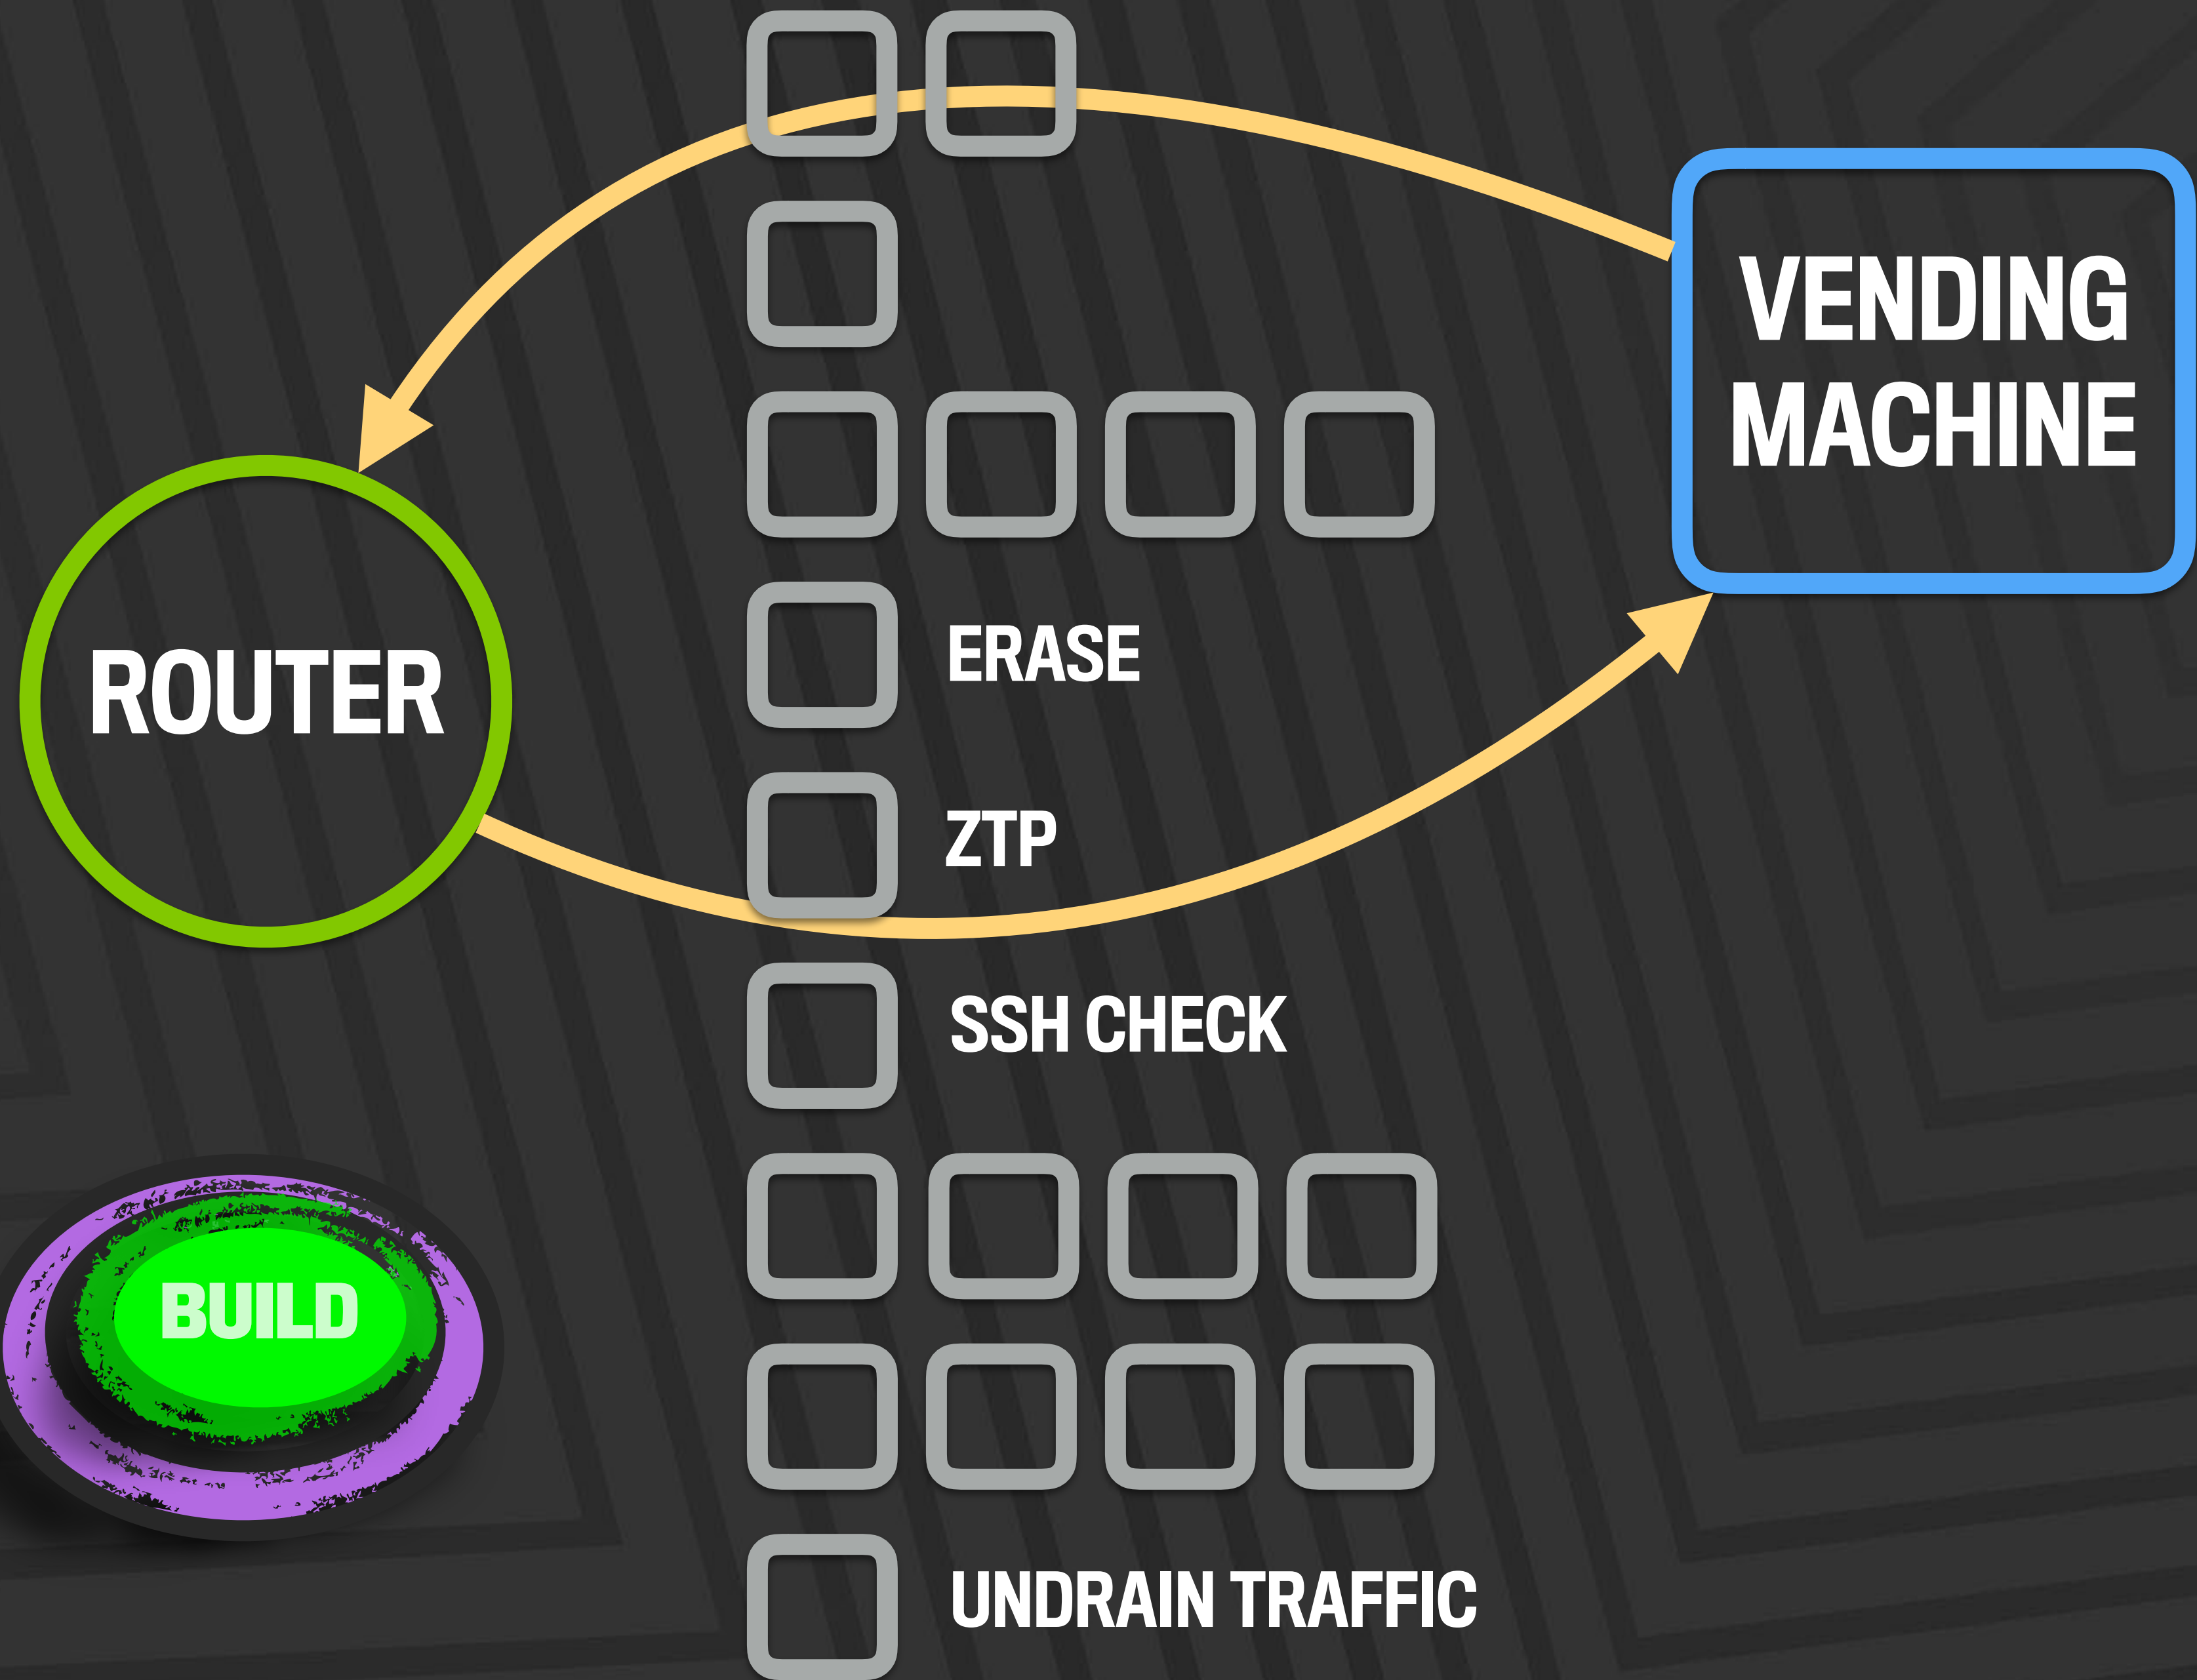 VENDING
MACHINE
ROUTER
ERASE
ZTP
SSH CHECK
BUILD
UNDRAIN TRAFFIC